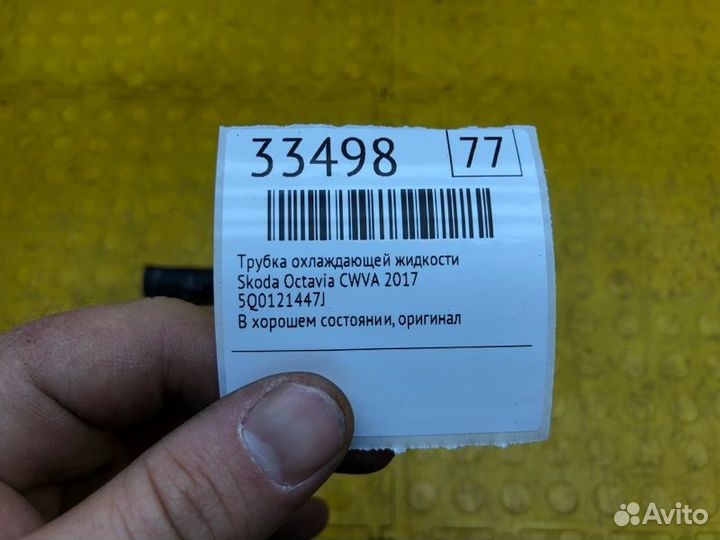 33498 77
Трубка охлаждающей жидкости
Skoda Octavia CWVA 2017
5Q0121447J
В хорошем состоянии, оригинал
Avito